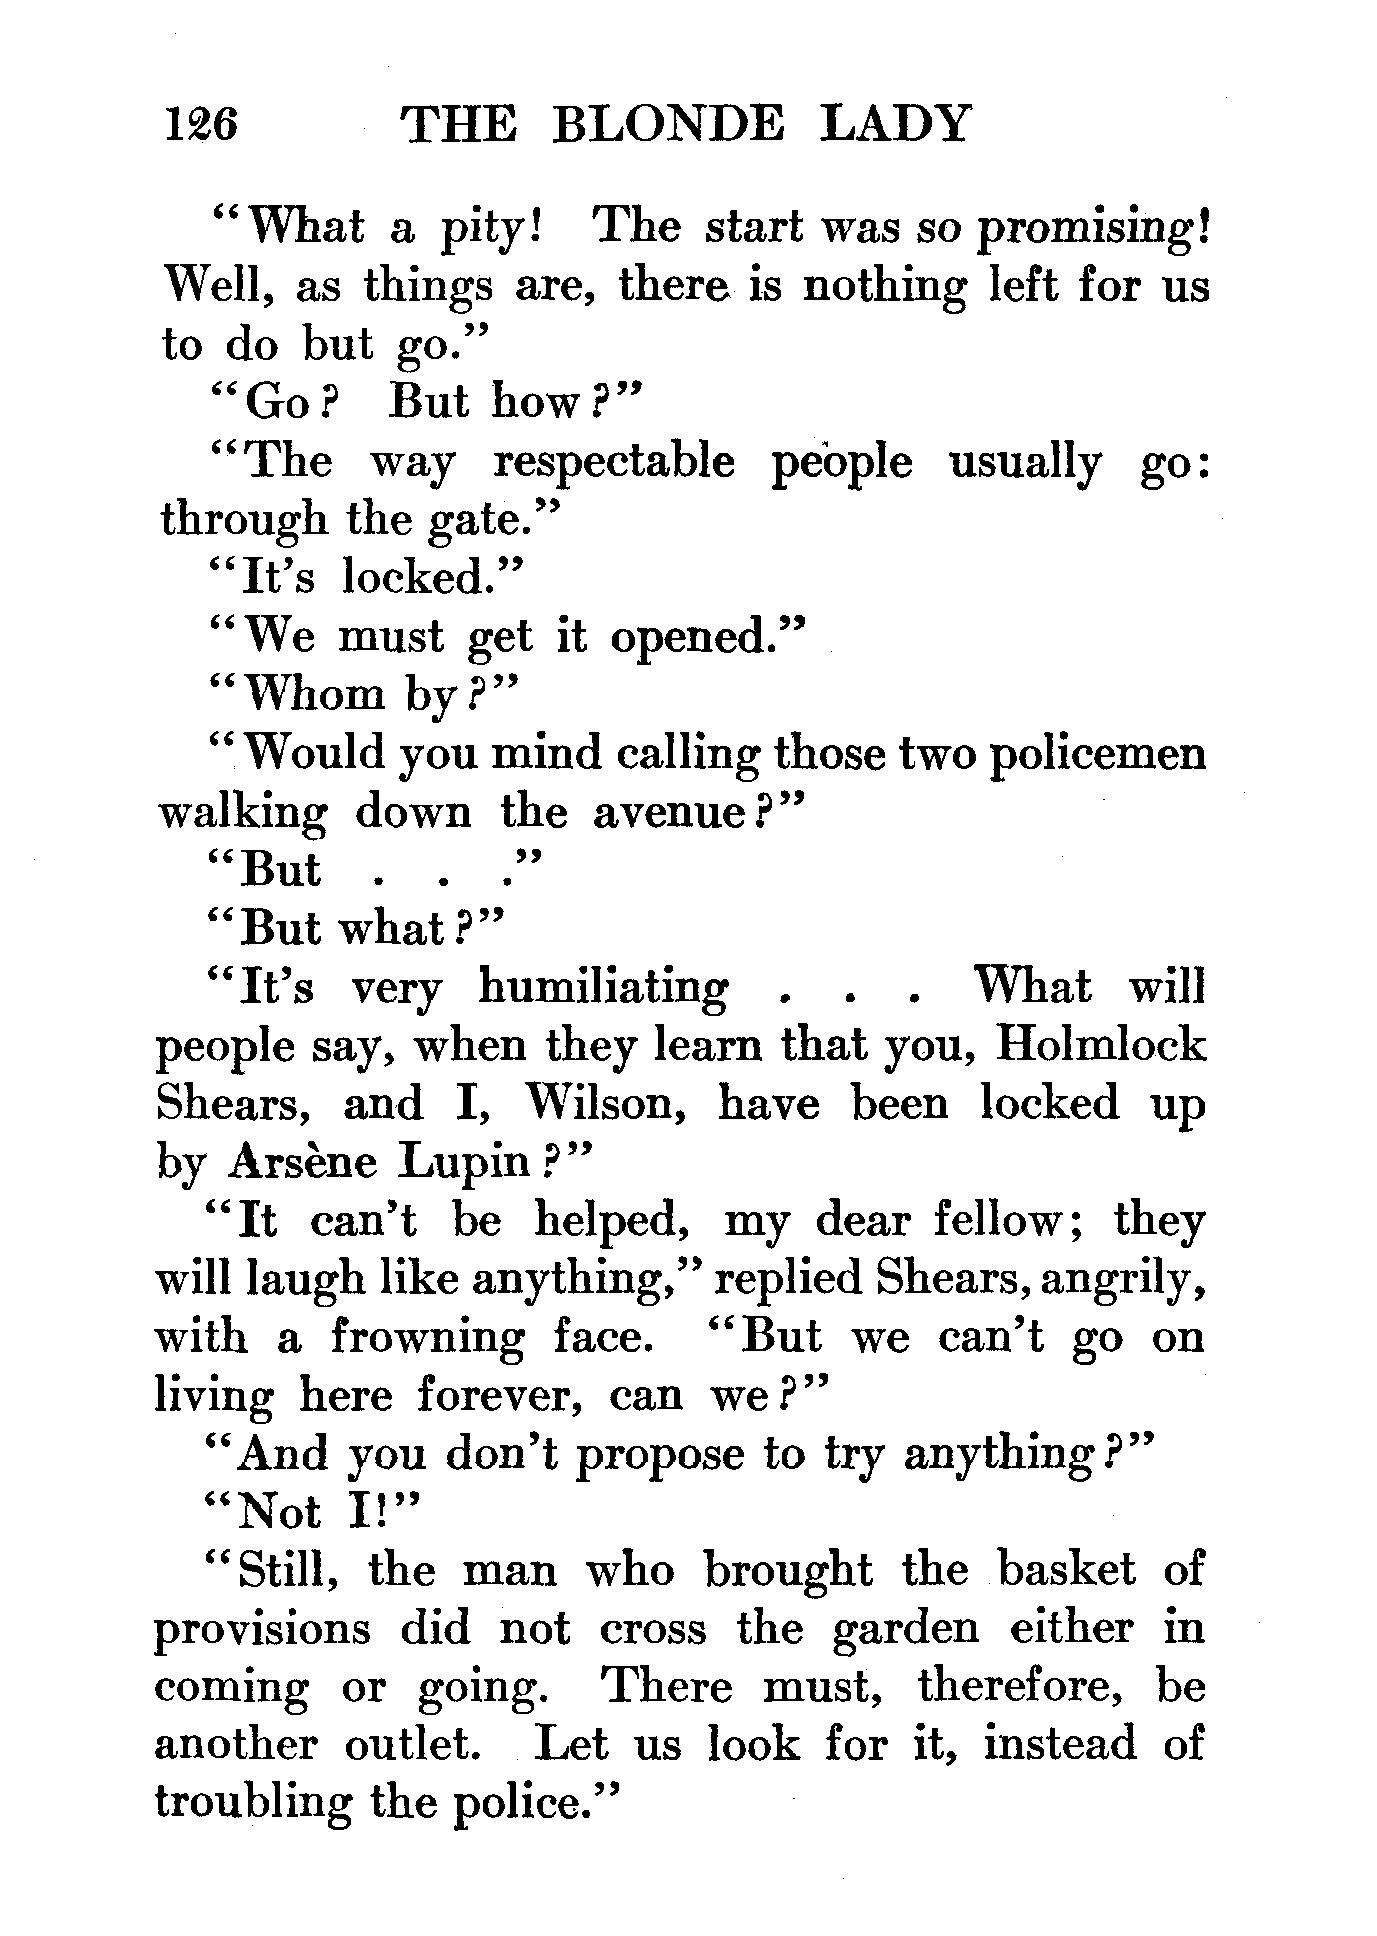 126 THE BLONDE LADY
“What a pity! The start was so promising!
Well, as things are, there is nothing left for us
to do but go.”
“Go? But how?”
“The way respectable people usually go:
through the gate.”
“It's locked.”
“We must get it opened.”
“Whom by?”
“Would you mind calling those two policemen
walking down the avenue?”
“But . . .”
“But what?”
“It's very humiliating . . . What will
people say, when they learn that you, Holmlock
Shears, and I, Wilson, have been locked up
by Arsène Lupin?”
“It can't be helped, my dear fellow; they
will laugh like anything,” replied Shears, angrily,
with a frowning face. “But we can't go on
living here forever, can we?”
“And you don't propose to try anything?”
“Not I!”
“Still, the man who brought the basket of
provisions did not cross the garden either in
coming or going. There must, therefore, be
another outlet. Let us look for it, instead of
troubling the police.”